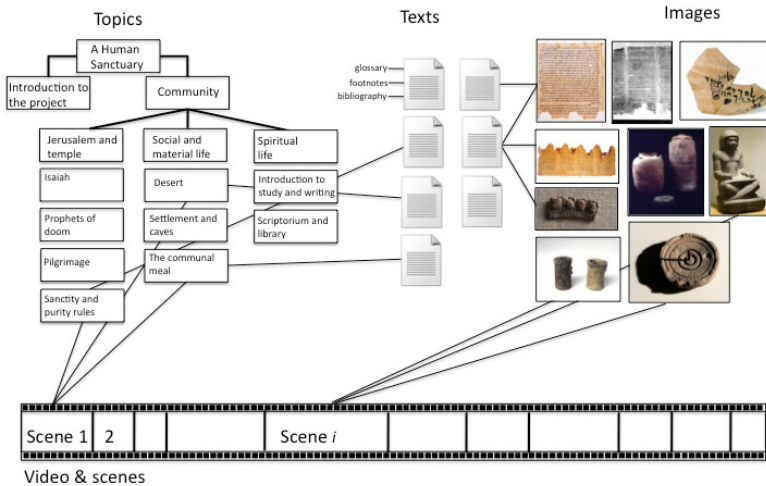 Topics
Texts
Images
A Human
Sanctuary
Introduction to
the project
Community
glossary
footnotes
bibliography
Jerusalem and
temple
Social and
material life
Spiritual
life
Isaiah
Desert
Introduction to
study and writing
Prophets of
doom
Settlement and
caves
Scriptorium and
library
Pilgrimage
The communal
meal
Sanctity and
purity rules
Scene 1
2
Scene i
Video & scenes